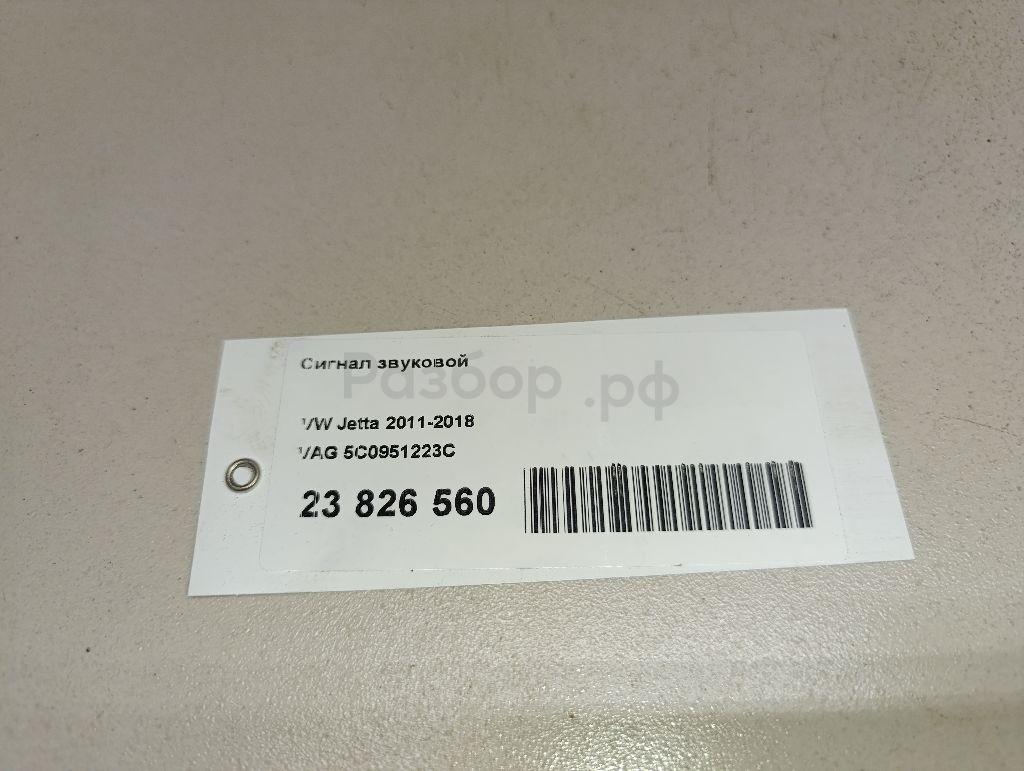 Сигнал звуковой
Разбор .рф
VW Jetta 2011-2018
VAG 5C0951223C
23 826 560